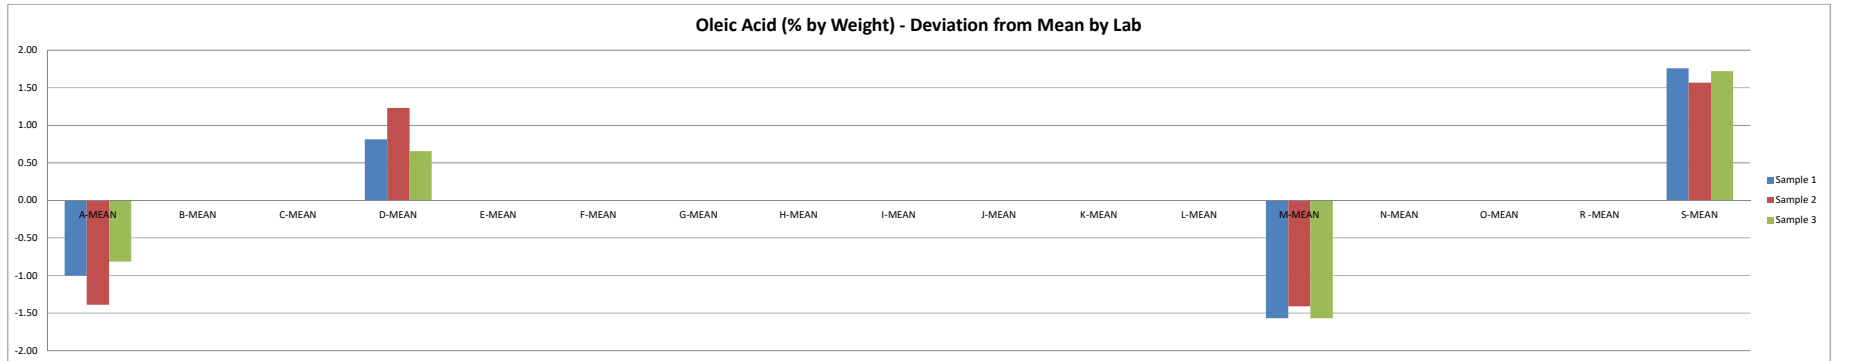 Oleic Acid (% by Weight) - Deviation from Mean by Lab
2.00
1.50
1.00
0.50
0.00
-0.50
-1.00
-1.50
-2.00
A-MEAN B-MEAN C-MEAN D-MEAN E-MEAN F-MEAN G-MEAN H-MEAN I-MEAN J-MEAN K-MEAN L-MEAN M-MEAN N-MEAN O-MEAN R -MEAN S-MEAN
Sample 1
Sample 2
Sample 3